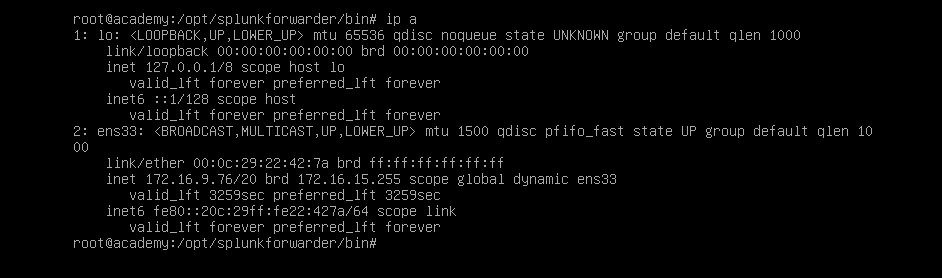 root@academy:/opt/splunkforwarder/bin# ip a
1: lo: <LOOPBACK,UP,LOWER_UP> mtu 65536 qdisc noqueue state UNKNOWN group default qlen 1000
    link/loopback 00:00:00:00:00:00 brd 00:00:00:00:00:00
    inet 127.0.0.1/8 scope host lo
       valid_lft forever preferred_lft forever
    inet6 ::1/128 scope host
       valid_lft forever preferred_lft forever
2: ens33: <BROADCAST,MULTICAST,UP,LOWER_UP> mtu 1500 qdisc pfifo_fast state UP group default qlen 10
00
    link/ether 00:0c:29:22:42:7a brd ff:ff:ff:ff:ff:ff
    inet 172.16.9.76/20 brd 172.16.15.255 scope global dynamic ens33
       valid_lft 3259sec preferred_lft 3259sec
    inet6 fe80::20c:29ff:fe22:427a/64 scope link
       valid_lft forever preferred_lft forever
root@academy:/opt/splunkforwarder/bin#